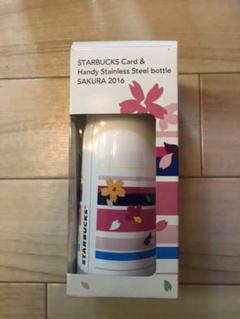 STARBUCKS Card &
Handy Stainless Steel bottle
SAKURA 2016
STARBUCKS